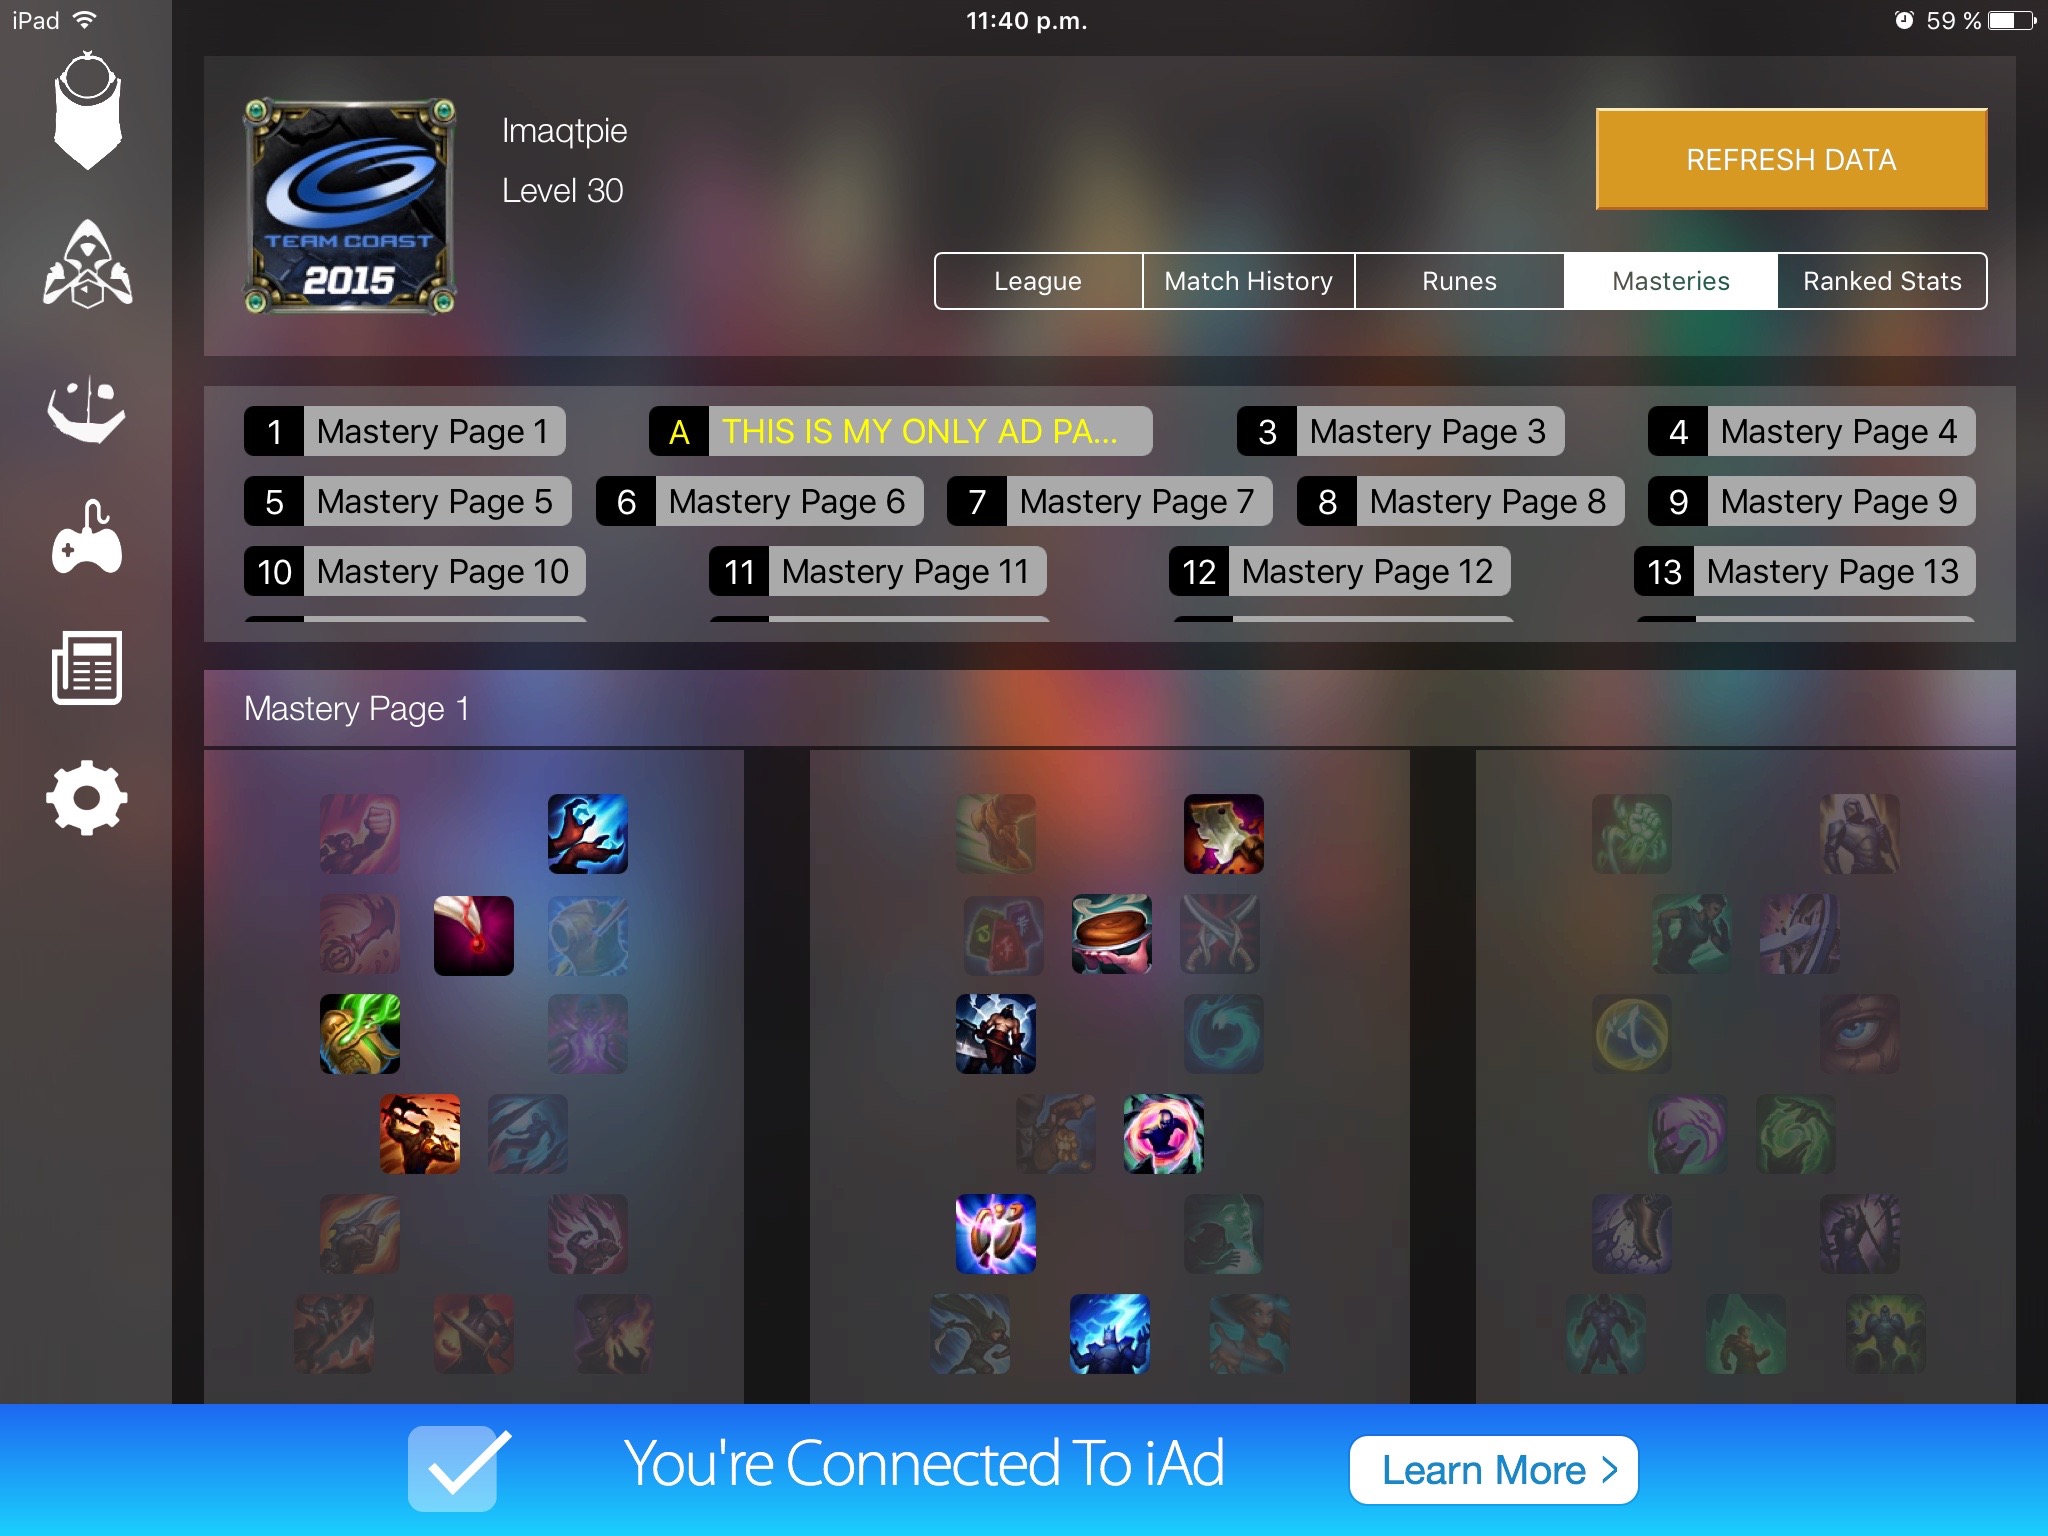 iPad 11:40 p.m. 59 %
Imaqtpie
Level 30
REFRESH DATA
TEAM COAST
2015
League Match History Runes Masteries Ranked Stats
1 Mastery Page 1 A THIS IS MY ONLY AD PA... 3 Mastery Page 3 4 Mastery Page 4
5 Mastery Page 5 6 Mastery Page 6 7 Mastery Page 7 8 Mastery Page 8 9 Mastery Page 9
10 Mastery Page 10 11 Mastery Page 11 12 Mastery Page 12 13 Mastery Page 13
Mastery Page 1
You're Connected To iAd Learn More >